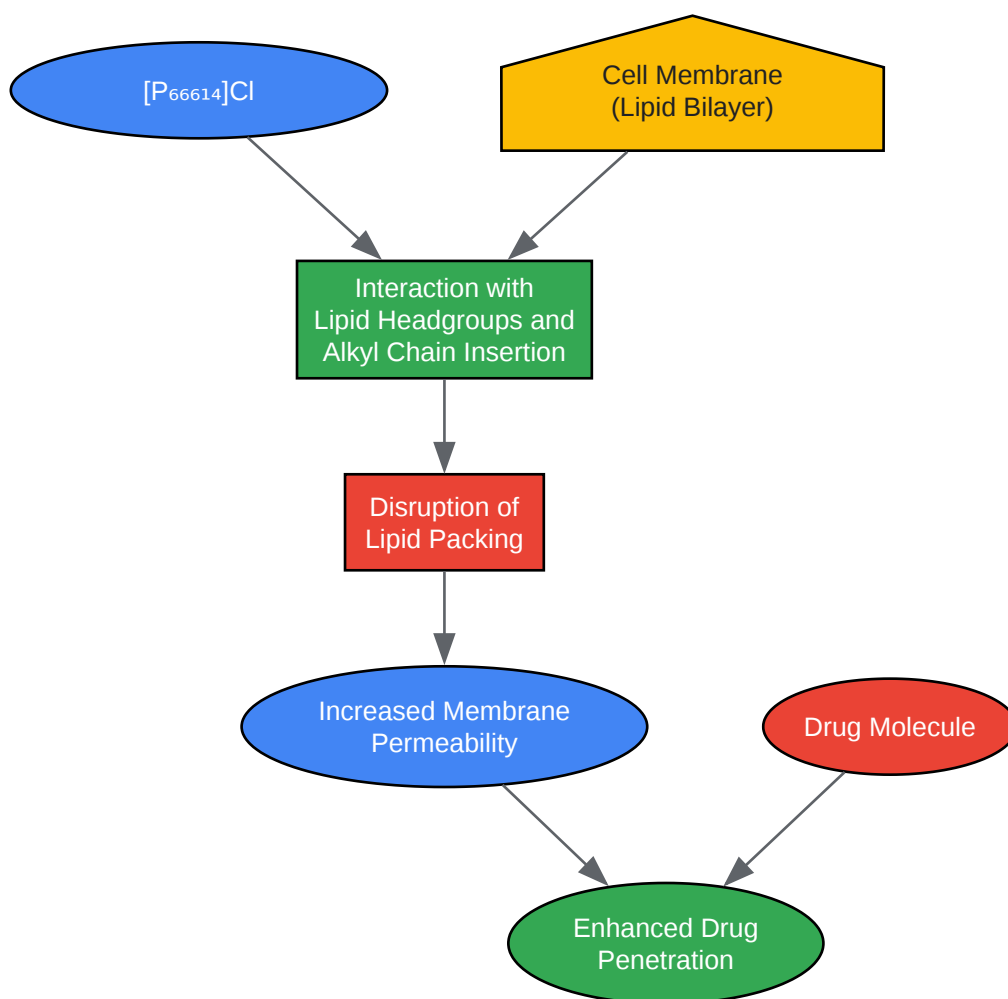 [P₆₆₆₁₄]Cl
Cell Membrane
(Lipid Bilayer)
Interaction with
Lipid Headgroups and
Alkyl Chain Insertion
Disruption of
Lipid Packing
Increased Membrane
Permeability
Drug Molecule
Enhanced Drug
Penetration